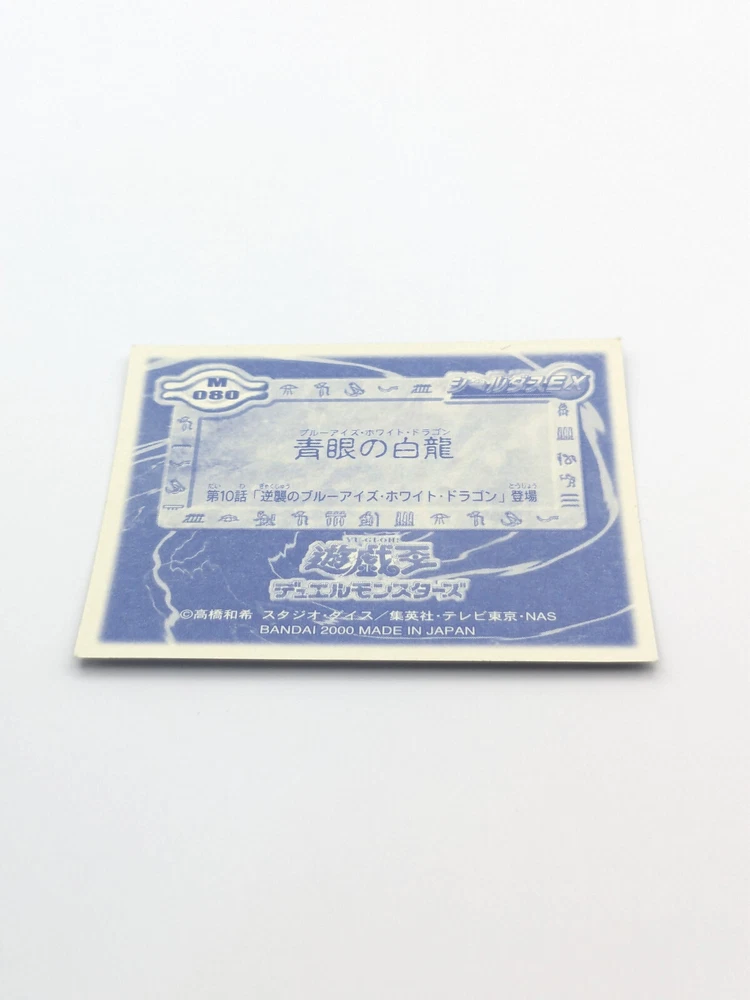 M
080
シールダスEX
ブルーアイズ・ホワイト・ドラゴン
青眼の白龍
だい わ ぎゃくしゅう とうじょう
第10話「逆襲のブルーアイズ・ホワイト・ドラゴン」登場
YU-GI-OH!
遊戯王
デュエルモンスターズ
©高橋和希 スタジオ・ダイス／集英社・テレビ東京・NAS
BANDAI 2000 MADE IN JAPAN